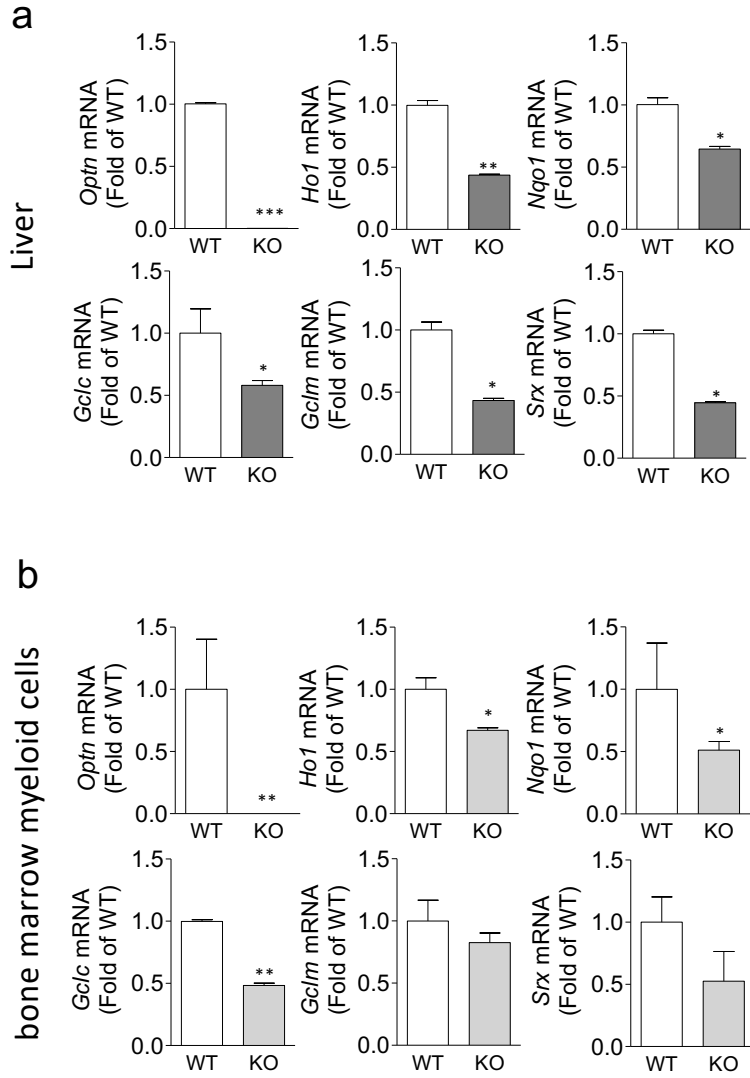 a
Liver
Optn mRNA
(Fold of WT)
1.5
1.0
0.5
0.0
***
WT KO
Ho1 mRNA
(Fold of WT)
1.5
1.0
0.5
0.0
**
WT KO
Nqo1 mRNA
(Fold of WT)
1.5
1.0
0.5
0.0
*
WT KO
Gclc mRNA
(Fold of WT)
1.5
1.0
0.5
0.0
*
WT KO
Gclm mRNA
(Fold of WT)
1.5
1.0
0.5
0.0
*
WT KO
Srx mRNA
(Fold of WT)
1.5
1.0
0.5
0.0
*
WT KO
b
bone marrow myeloid cells
Optn mRNA
(Fold of WT)
1.5
1.0
0.5
0.0
**
WT KO
Ho1 mRNA
(Fold of WT)
1.5
1.0
0.5
0.0
*
WT KO
Nqo1 mRNA
(Fold of WT)
1.5
1.0
0.5
0.0
*
WT KO
Gclc mRNA
(Fold of WT)
1.5
1.0
0.5
0.0
**
WT KO
Gclm mRNA
(Fold of WT)
1.5
1.0
0.5
0.0
WT KO
Srx mRNA
(Fold of WT)
1.5
1.0
0.5
0.0
WT KO